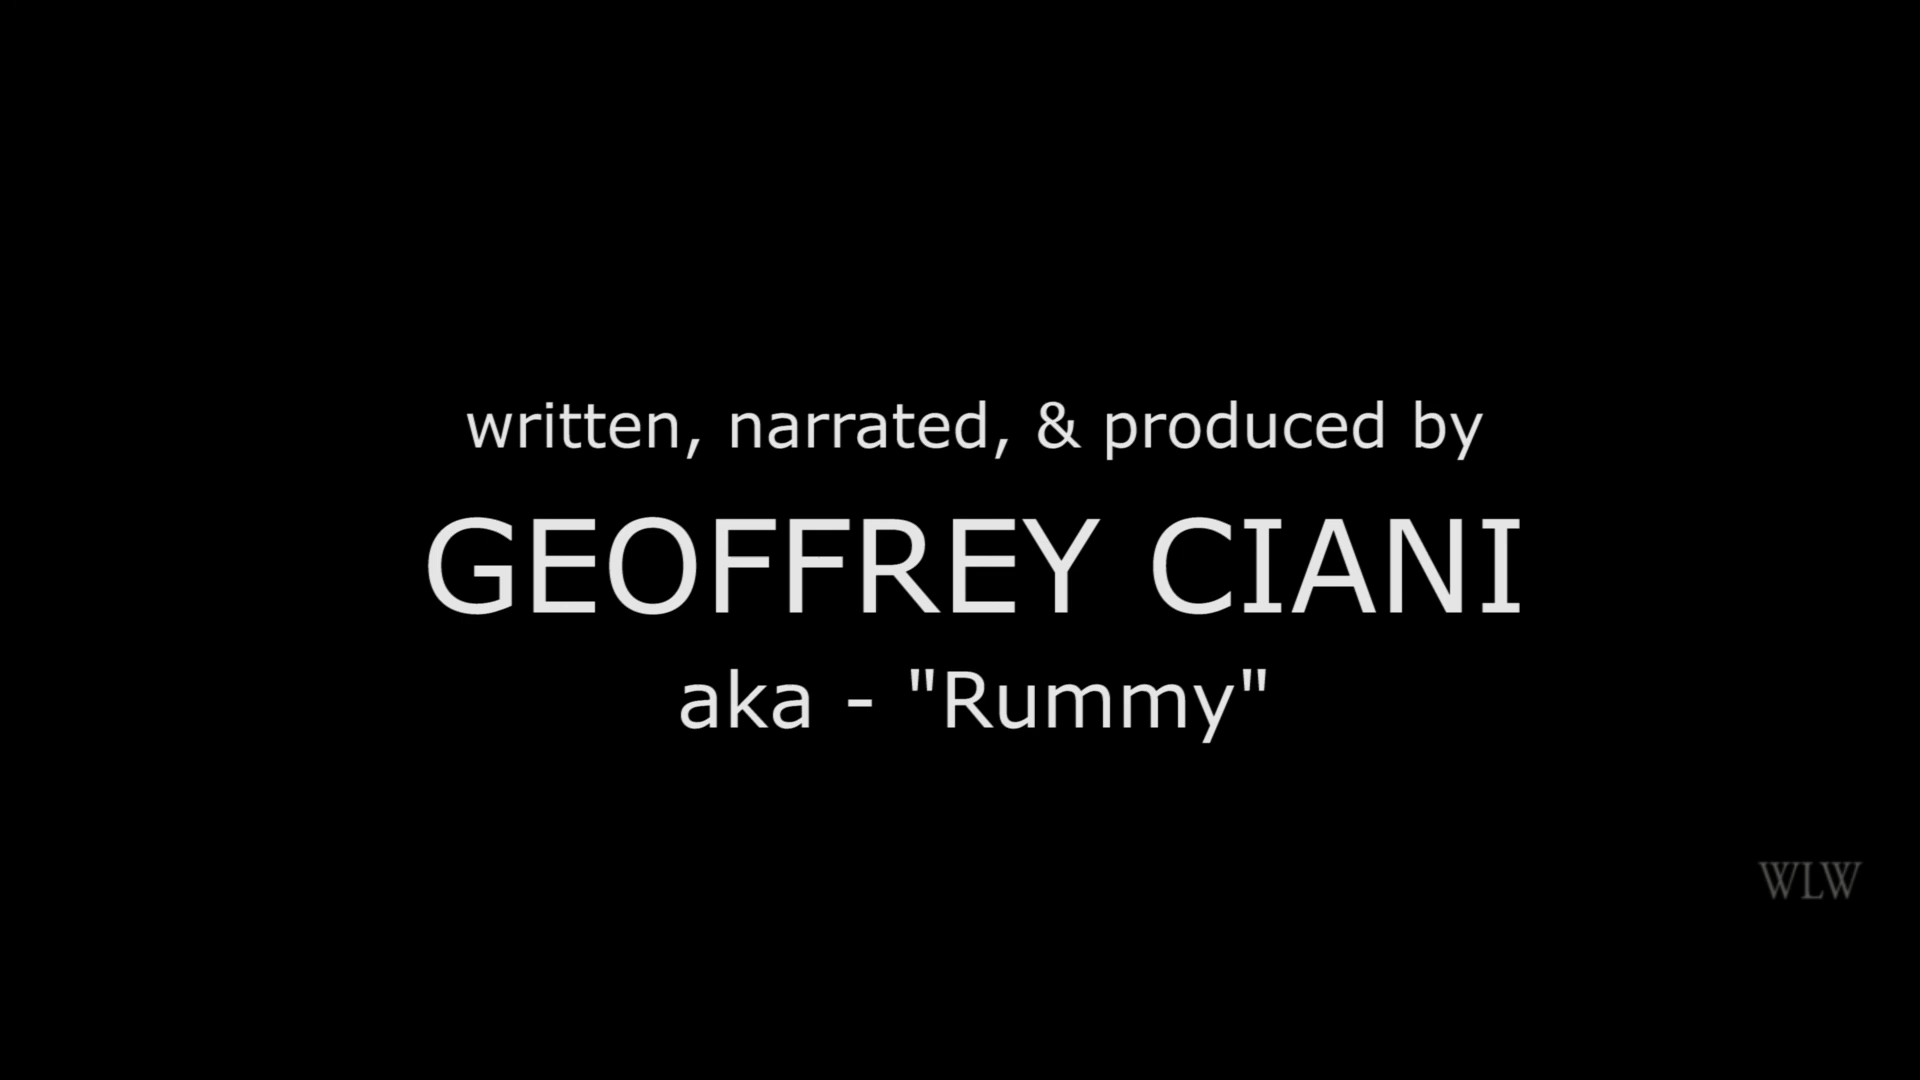 written, narrated, & produced by
GEOFFREY CIANI
aka - "Rummy"
WLW